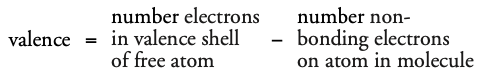 number electrons number non-
valence = in valence shell – bonding electrons
of free atom on atom in molecule